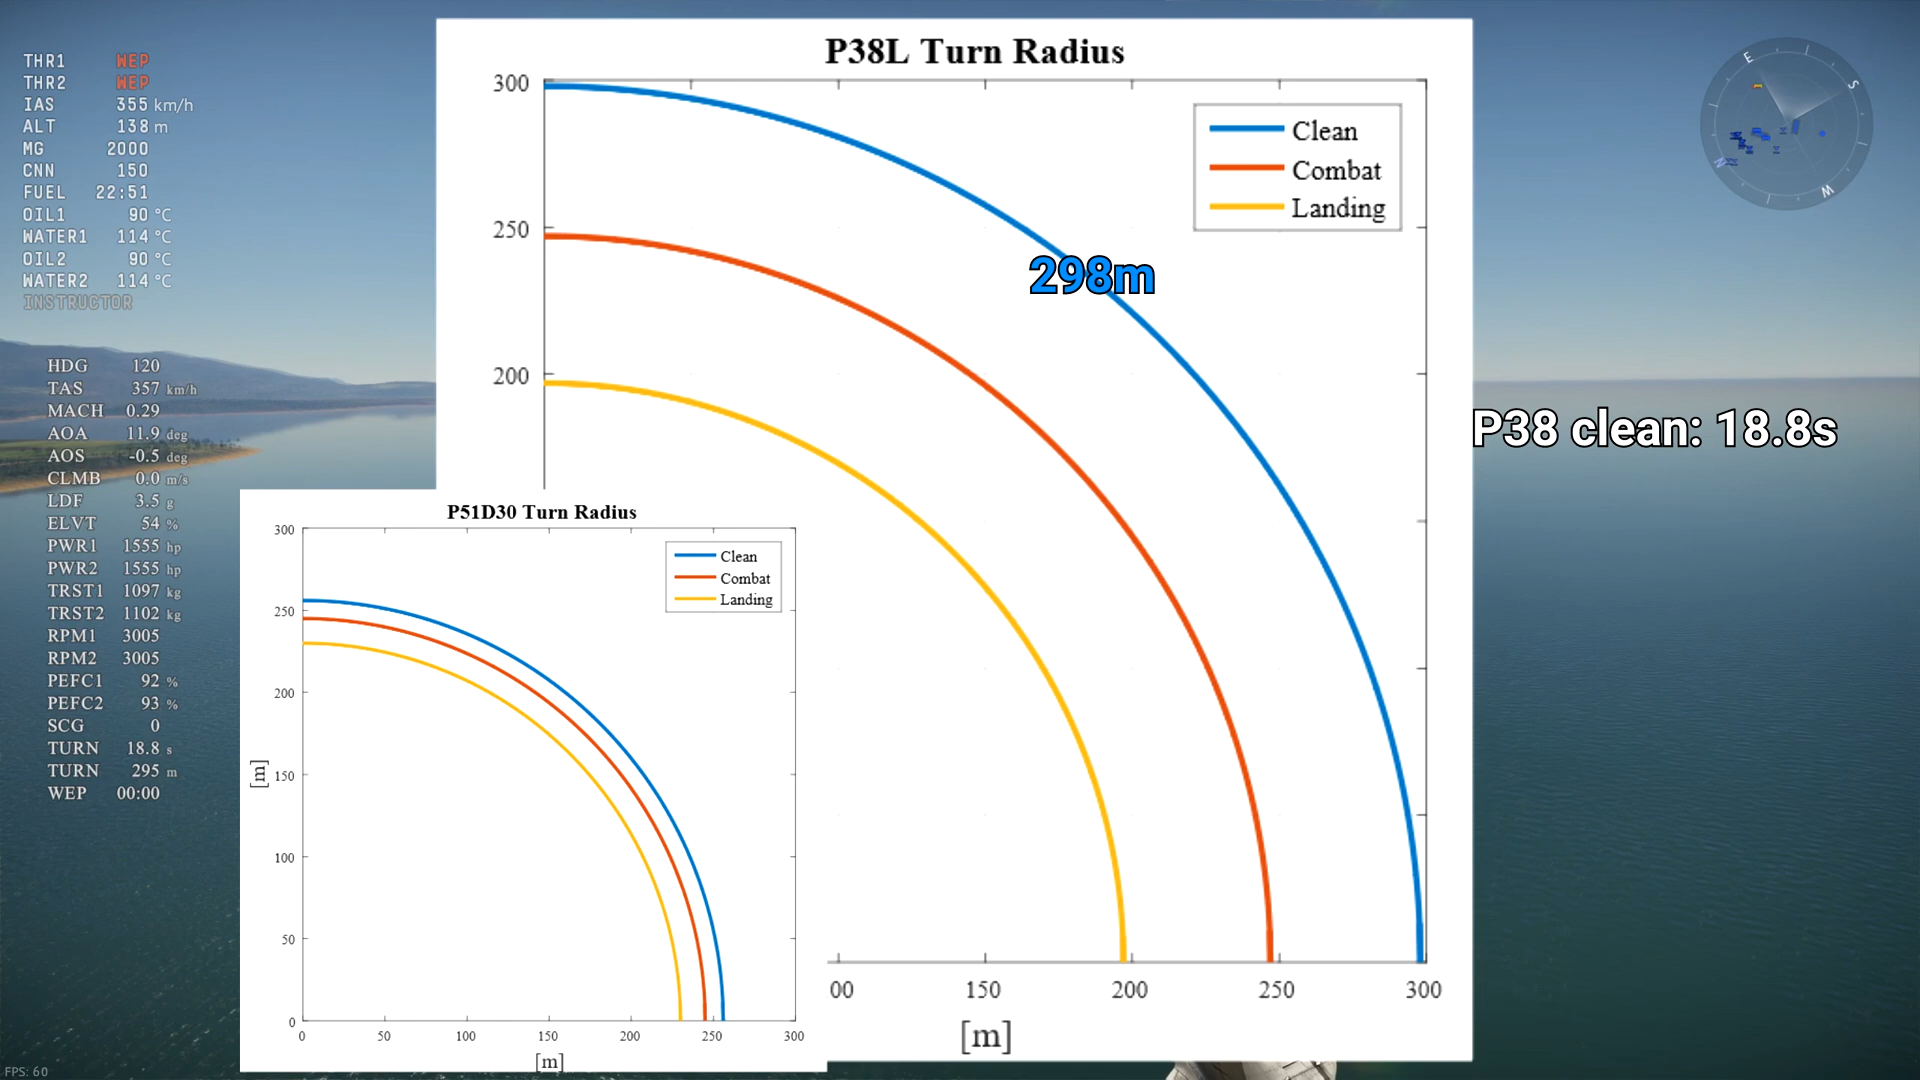 THR1 WEP
THR2 WEP
IAS 355 km/h
ALT 138 m
MG 2000
CNN 150
FUEL 22:51
OIL1 90 °C
WATER1 114 °C
OIL2 90 °C
WATER2 114 °C
INSTRUCTOR
HDG 120
TAS 357 km/h
MACH 0.29
AOA 11.9 deg
AOS -0.5 deg
CLMB 0.0 m/s
LDF 3.5 g
ELVT 54 %
PWR1 1555 hp
PWR2 1555 hp
TRST1 1097 kg
TRST2 1102 kg
RPM1 3005
RPM2 3005
PEFC1 92 %
PEFC2 93 %
SCG 0
TURN 18.8 s
TURN 295 m
WEP 00:00
FPS: 60
P38L Turn Radius
300
250
200
Clean
Combat
Landing
298m
00 150 200 250 300
[m]
P51D30 Turn Radius
300
250
200
150
100
50
0
[m]
Clean
Combat
Landing
0 50 100 150 200 250 300
[m]
P38 clean: 18.8s
E
S
W
N